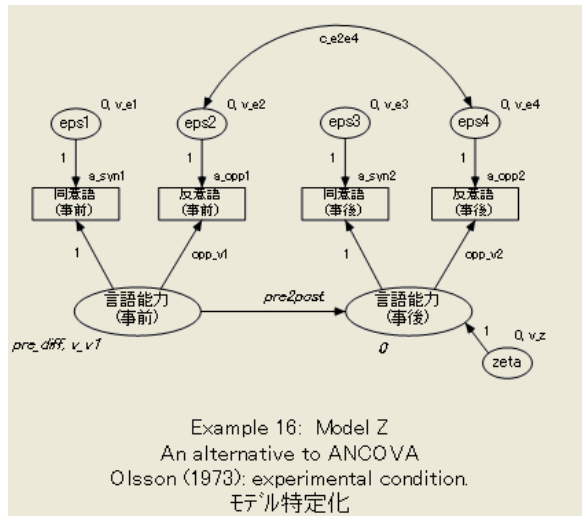 c_e2e4
0, v_e1
0, v_e2
0, v_e3
0, v_e4
eps1
eps2
eps3
eps4
1
1
1
1
a_syn1
a_opp1
a_syn2
a_opp2
同意語
(事前)
反意語
(事前)
同意語
(事後)
反意語
(事後)
1
opp_v1
1
opp_v2
言語能力
(事前)
pre2post
言語能力
(事後)
pre_diff, v_v1
0
1
0, v_z
zeta
Example 16: Model Z
An alternative to ANCOVA
Olsson (1973): experimental condition.
モデル特定化